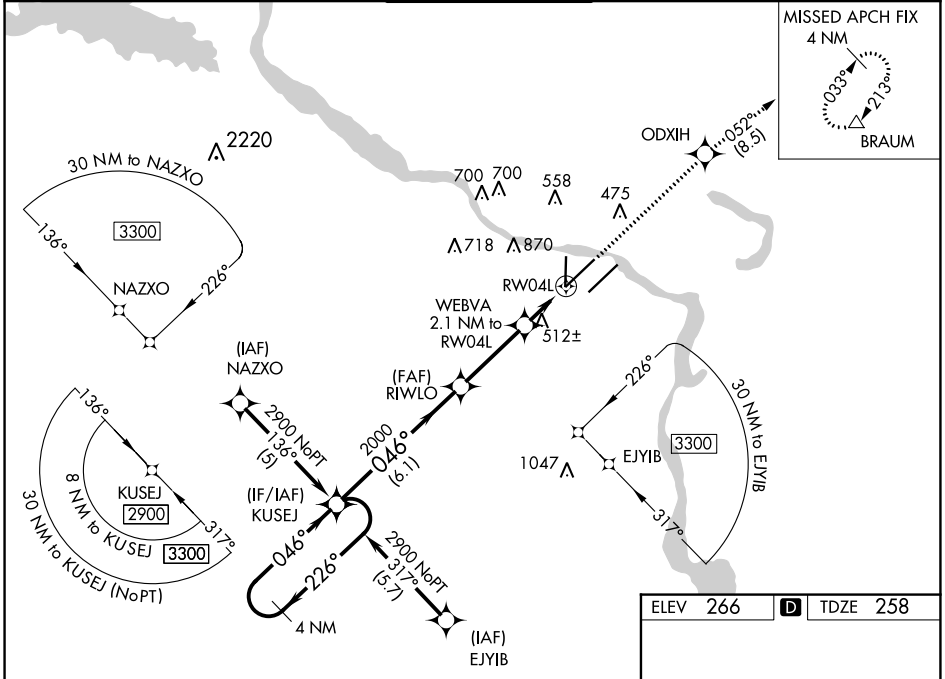 MISSED APCH FIX
4 NM
033°
213°
BRAUM
ODXIH
052°
(8.5)
2220
30 NM to NAZXO
3300
136°
226°
NAZXO
700
700
558
475
718
870
RW04L
WEBVA
2.1 NM to
RW04L
512±
(FAF)
RIWLO
(IAF)
NAZXO
2900 NoPT
136°
(5)
2000
046°
(6.1)
(IF/IAF)
KUSEJ
046°
226°
4 NM
2900 NoPT
317°
(5.7)
(IAF)
EJYIB
136°
KUSEJ
2900
317°
8 NM to KUSEJ
3300
30 NM to KUSEJ (NoPT)
226°
30 NM to EJYIB
3300
EJYIB
1047
317°
ELEV 266 D TDZE 258